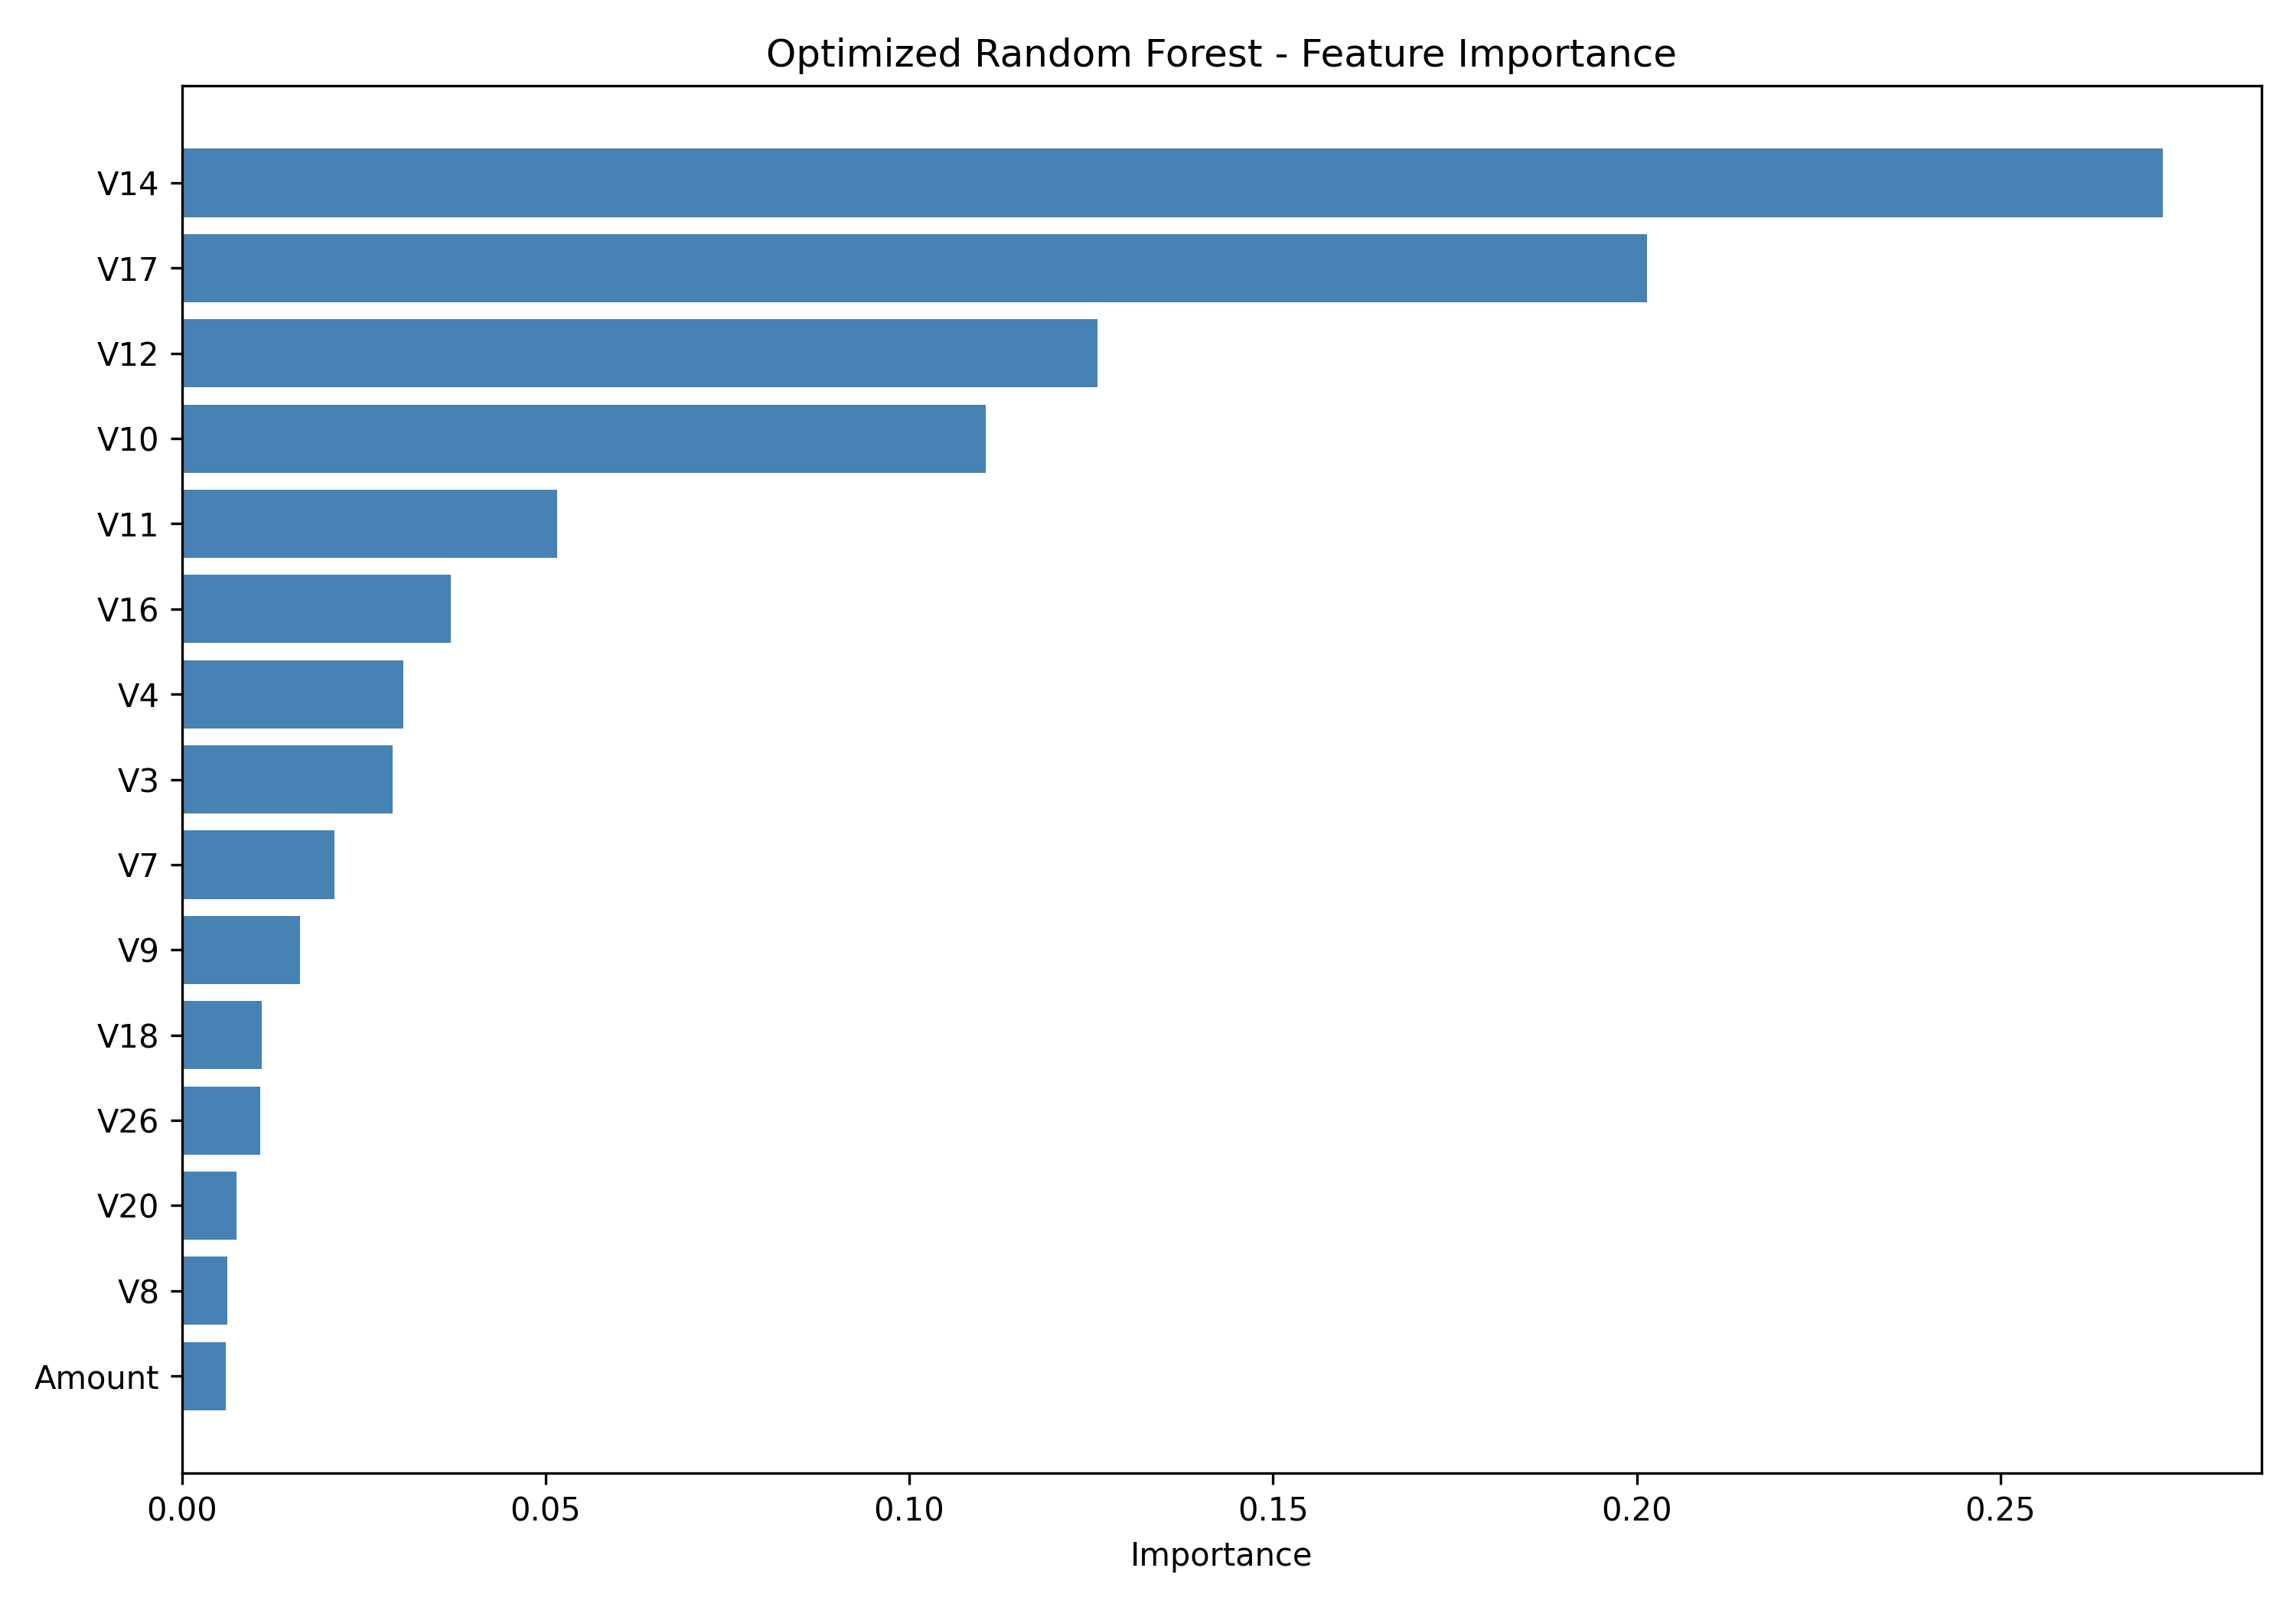 Optimized Random Forest - Feature Importance
V14
V17
V12
V10
V11
V16
V4
V3
V7
V9
V18
V26
V20
V8
Amount
0.00 0.05 0.10 0.15 0.20 0.25
Importance